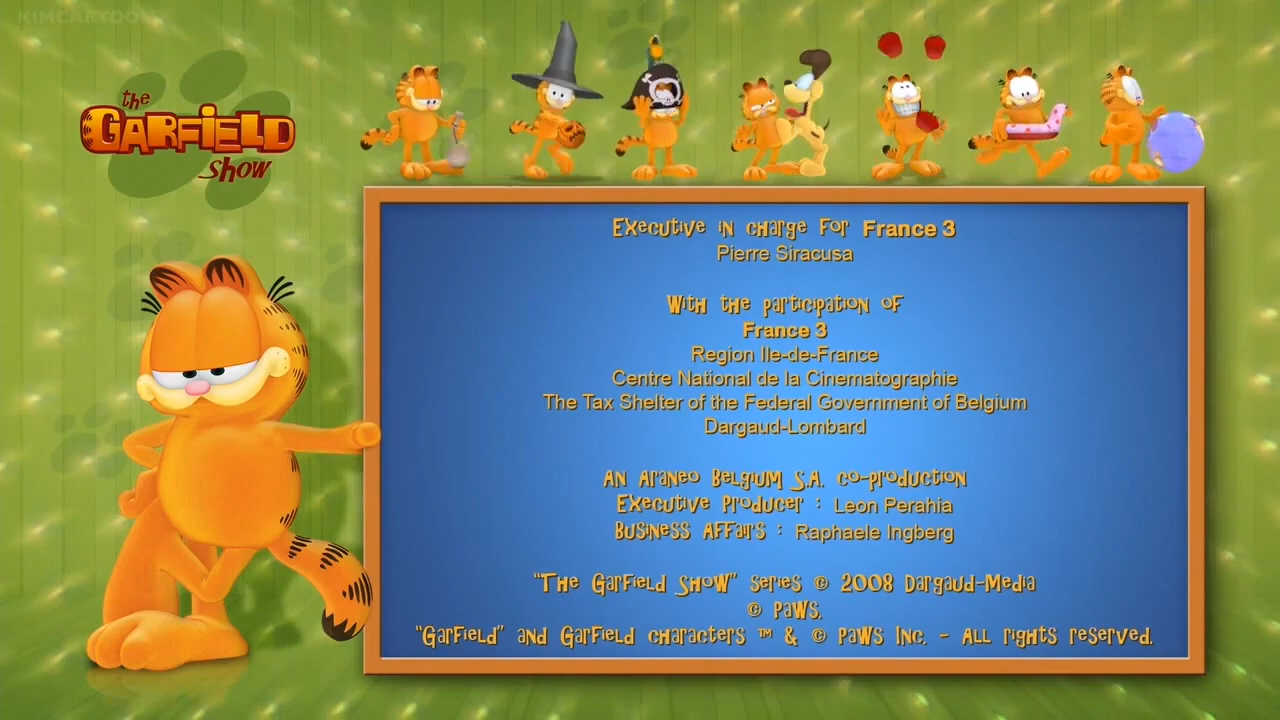 KIMCARTOON
the
GARFIELD
show
Executive in charge for France 3
Pierre Siracusa
With the participation of
France 3
Region Ile-de-France
Centre National de la Cinematographie
The Tax Shelter of the Federal Government of Belgium
Dargaud-Lombard
An Araneo Belgium S.A. co-production
Executive Producer : Leon Perahia
Business Affairs : Raphaele Ingberg
"The Garfield Show" series © 2008 Dargaud-Media
© Paws.
"Garfield" and Garfield characters ™ & © Paws Inc. - All rights reserved.